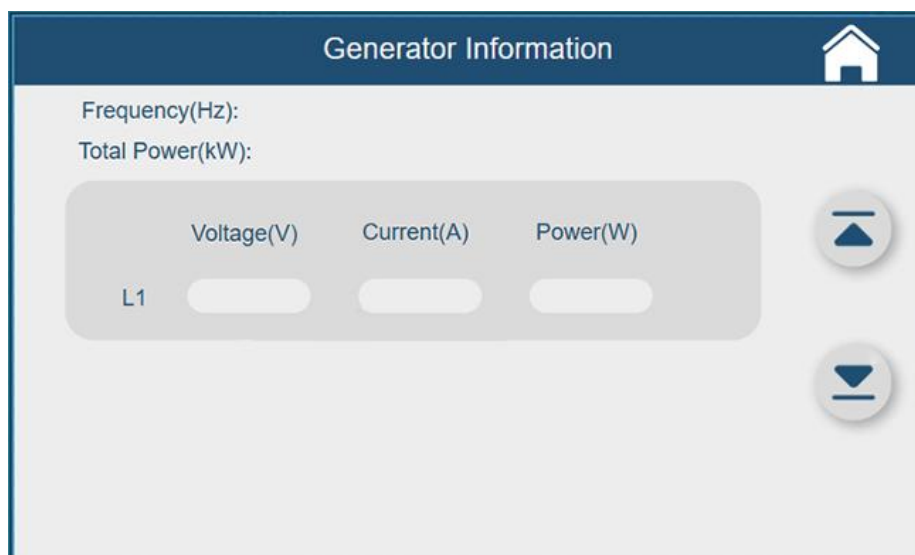 Generator Information
Frequency(Hz):
Total Power(kW):
Voltage(V) Current(A) Power(W)
L1